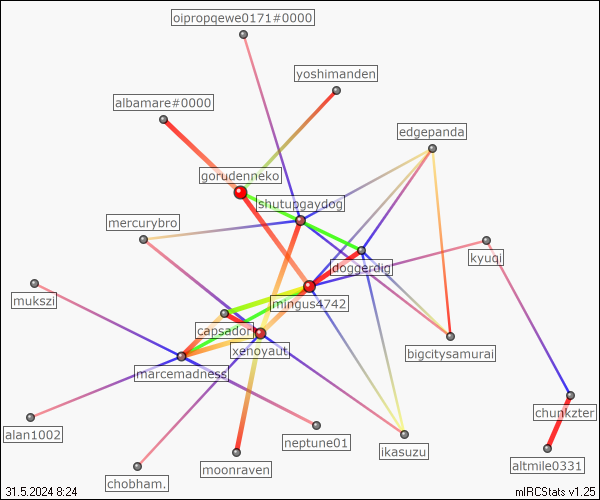 oipropqewe0171#0000
yoshimanden
albamare#0000
edgepanda
gorudenneko
shutupgaydog
mercurybro
kyuqi
doggerdig
mukszi
mingus4742
capsadori
xenoyaut
bigcitysamurai
marcemadness
chunkzter
alan1002
neptune01
ikasuzu
moonraven
altmile0331
chobham.
31.5.2024 8:24
mIRCStats v1.25